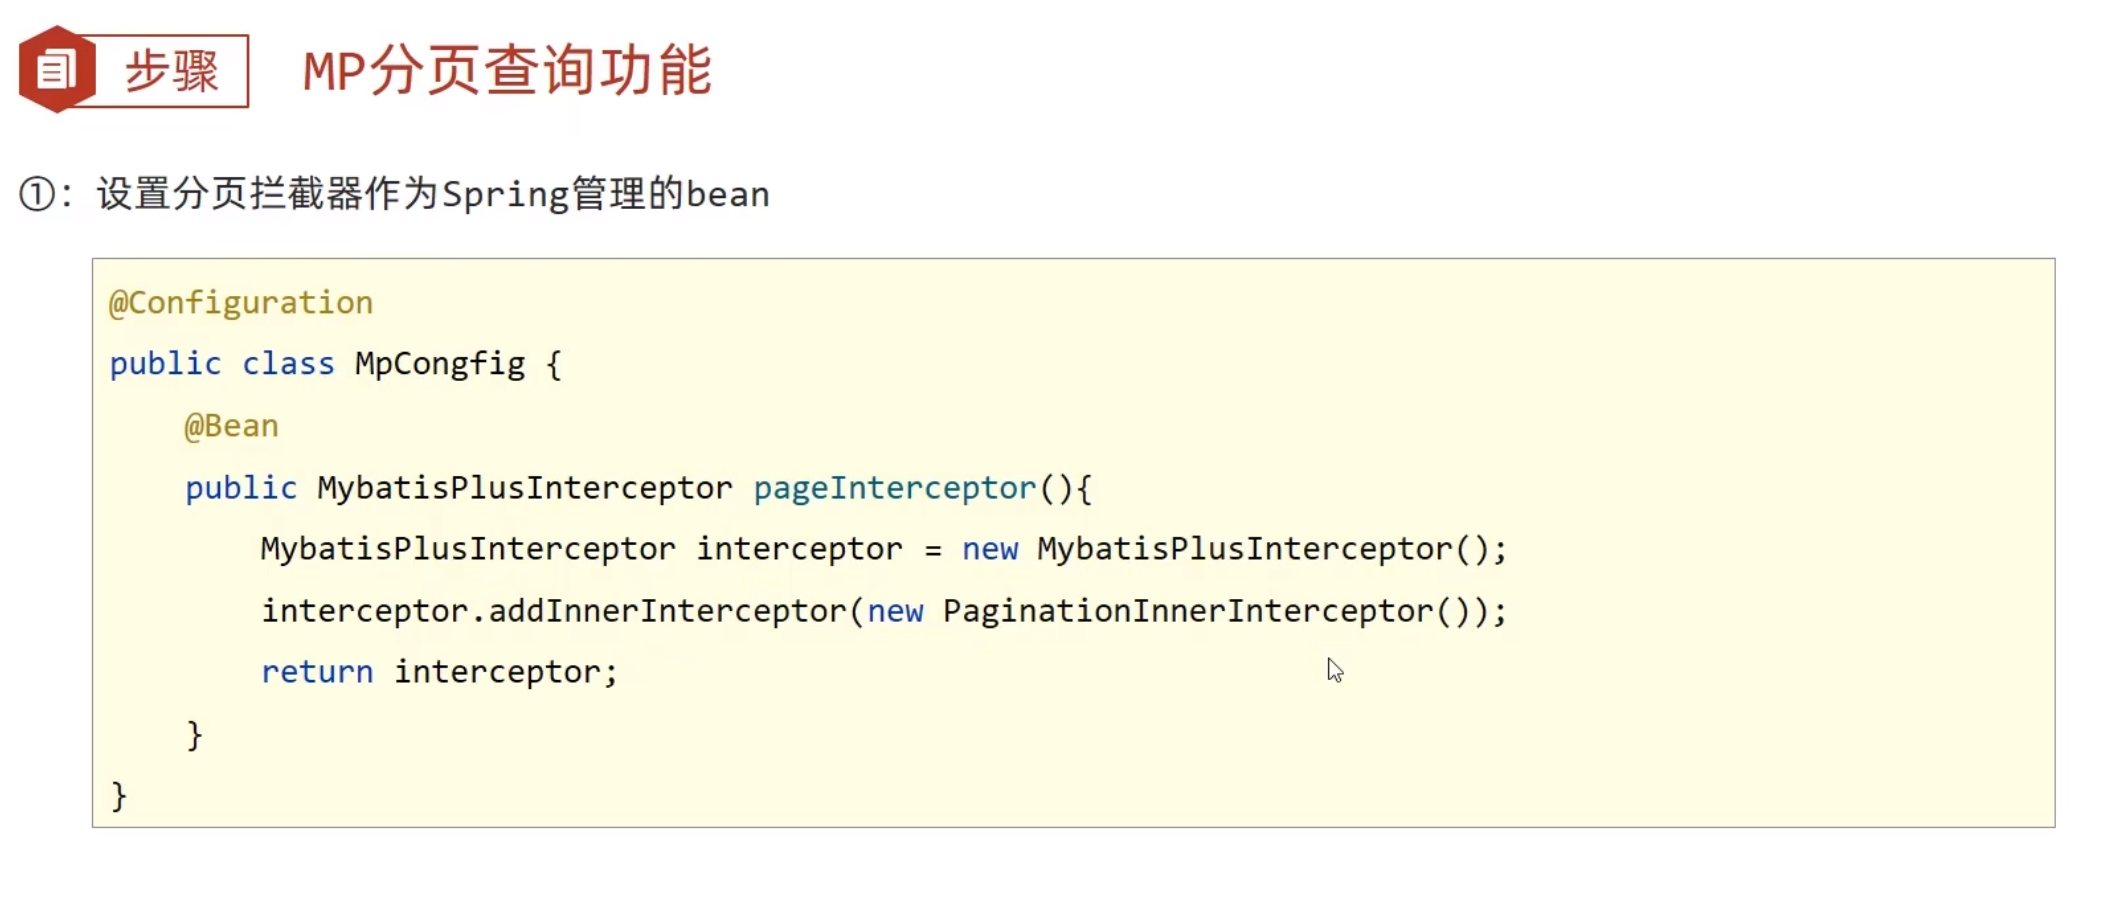 步骤 MP分页查询功能
①：设置分页拦截器作为Spring管理的bean
@Configuration
public class MpCongfig {
    @Bean
    public MybatisPlusInterceptor pageInterceptor(){
        MybatisPlusInterceptor interceptor = new MybatisPlusInterceptor();
        interceptor.addInnerInterceptor(new PaginationInnerInterceptor());
        return interceptor;
    }
}